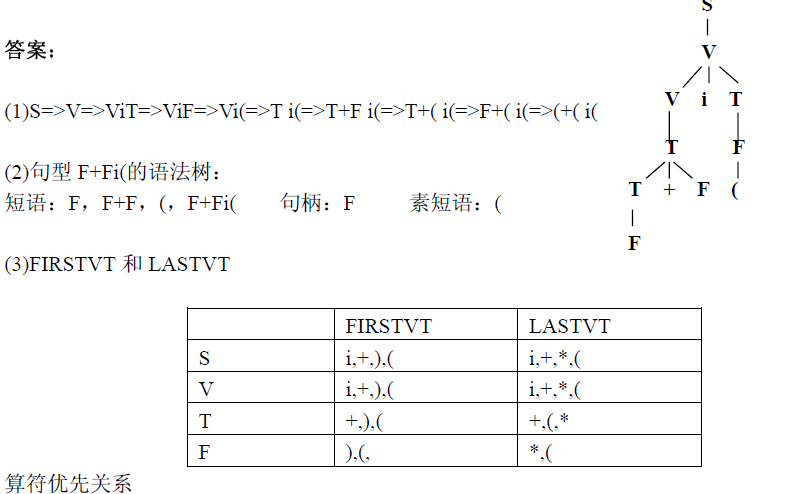 答案：
(1)S=>V=>ViT=>ViF=>Vi(=>T i(=>T+F i(=>T+( i(=>F+( i(=>(+( i(
(2)句型 F+Fi(的语法树：
短语：F，F+F，(，F+Fi( 句柄：F 素短语：(
S
V
V i T
T F
T + F (
F
(3)FIRSTVT 和 LASTVT
FIRSTVT LASTVT
S i,+,),( i,+,*,(
V i,+,),( i,+,*,(
T +,),( +,(,*
F ),(, *,(
算符优先关系